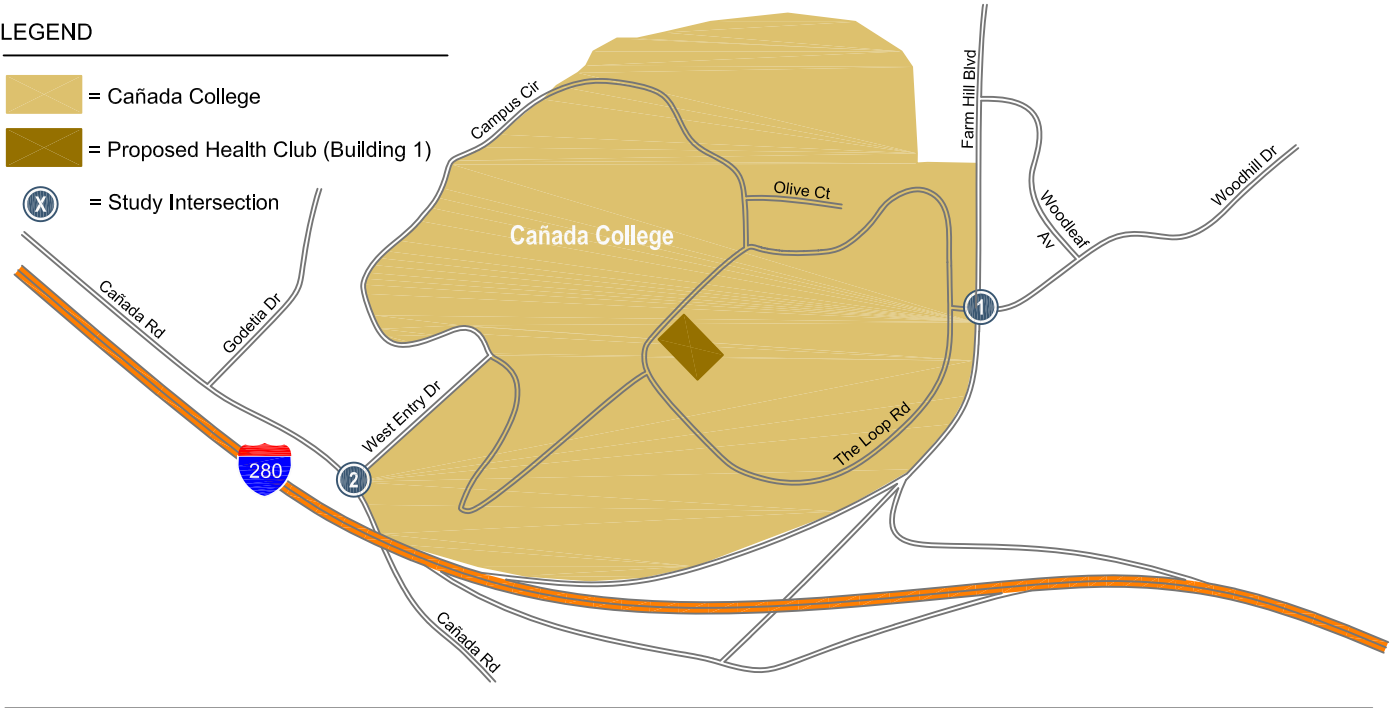 LEGEND
= Cañada College
= Proposed Health Club (Building 1)
X
= Study Intersection
Campus Cir
Farm Hill Blvd
Olive Ct
Woodleaf
Av
Woodhill Dr
Cañada College
Cañada Rd
Godetia Dr
1
West Entry Dr
The Loop Rd
280
2
Cañada Rd